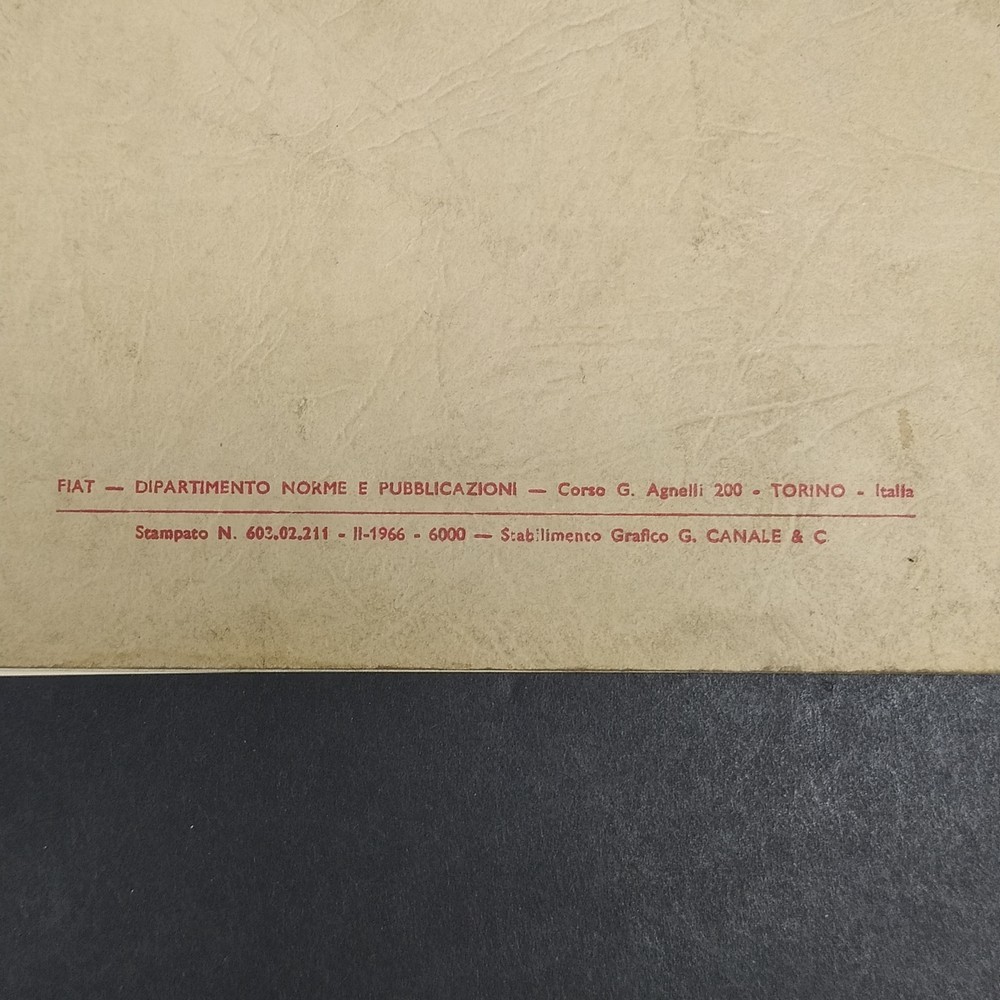 FIAT — DIPARTIMENTO NORME E PUBBLICAZIONI — Corso G. Agnelli 200 - TORINO - Italia
Stampato N. 603.02.211 - II-1966 - 6000 — Stabilimento Grafico G. CANALE & C.